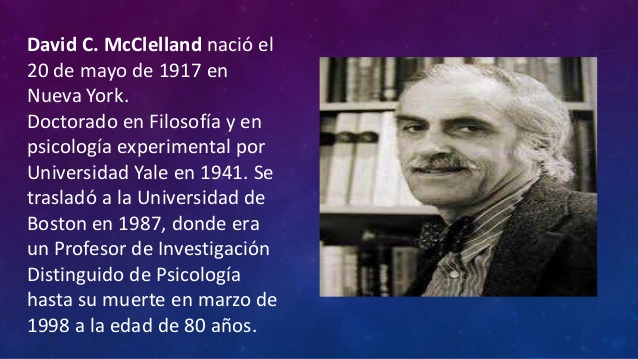 David C. McClelland nació el
20 de mayo de 1917 en
Nueva York.
Doctorado en Filosofía y en
psicología experimental por
Universidad Yale en 1941. Se
trasladó a la Universidad de
Boston en 1987, donde era
un Profesor de Investigación
Distinguido de Psicología
hasta su muerte en marzo de
1998 a la edad de 80 años.